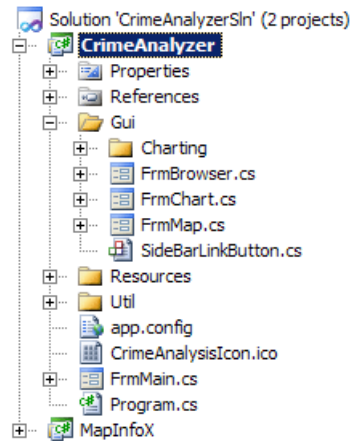 Solution 'CrimeAnalyzerSln' (2 projects)
CrimeAnalyzer
Properties
References
Gui
Charting
FrmBrowser.cs
FrmChart.cs
FrmMap.cs
SideBarLinkButton.cs
Resources
Util
app.config
CrimeAnalysisIcon.ico
FrmMain.cs
Program.cs
MapInfoX